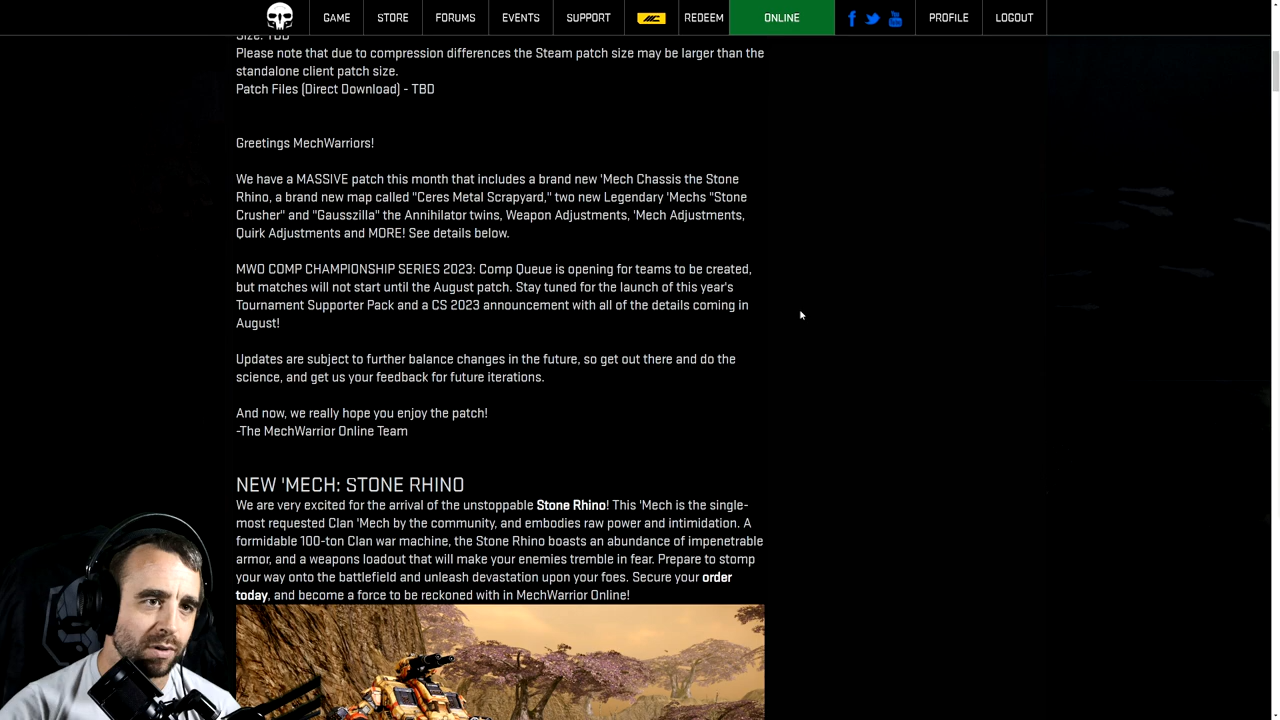 GAME STORE FORUMS EVENTS SUPPORT MC REDEEM ONLINE PROFILE LOGOUT
Size: TBD
Please note that due to compression differences the Steam patch size may be larger than the
standalone client patch size.
Patch Files (Direct Download) - TBD
Greetings MechWarriors!
We have a MASSIVE patch this month that includes a brand new 'Mech Chassis the Stone
Rhino, a brand new map called "Ceres Metal Scrapyard," two new Legendary 'Mechs "Stone
Crusher" and "Gausszilla" the Annihilator twins, Weapon Adjustments, 'Mech Adjustments,
Quirk Adjustments and MORE! See details below.
MWO COMP CHAMPIONSHIP SERIES 2023: Comp Queue is opening for teams to be created,
but matches will not start until the August patch. Stay tuned for the launch of this year's
Tournament Supporter Pack and a CS 2023 announcement with all of the details coming in
August!
Updates are subject to further balance changes in the future, so get out there and do the
science, and get us your feedback for future iterations.
And now, we really hope you enjoy the patch!
-The MechWarrior Online Team
NEW 'MECH: STONE RHINO
We are very excited for the arrival of the unstoppable Stone Rhino! This 'Mech is the single-
most requested Clan 'Mech by the community, and embodies raw power and intimidation. A
formidable 100-ton Clan war machine, the Stone Rhino boasts an abundance of impenetrable
armor, and a weapons loadout that will make your enemies tremble in fear. Prepare to stomp
your way onto the battlefield and unleash devastation upon your foes. Secure your order
today, and become a force to be reckoned with in MechWarrior Online!